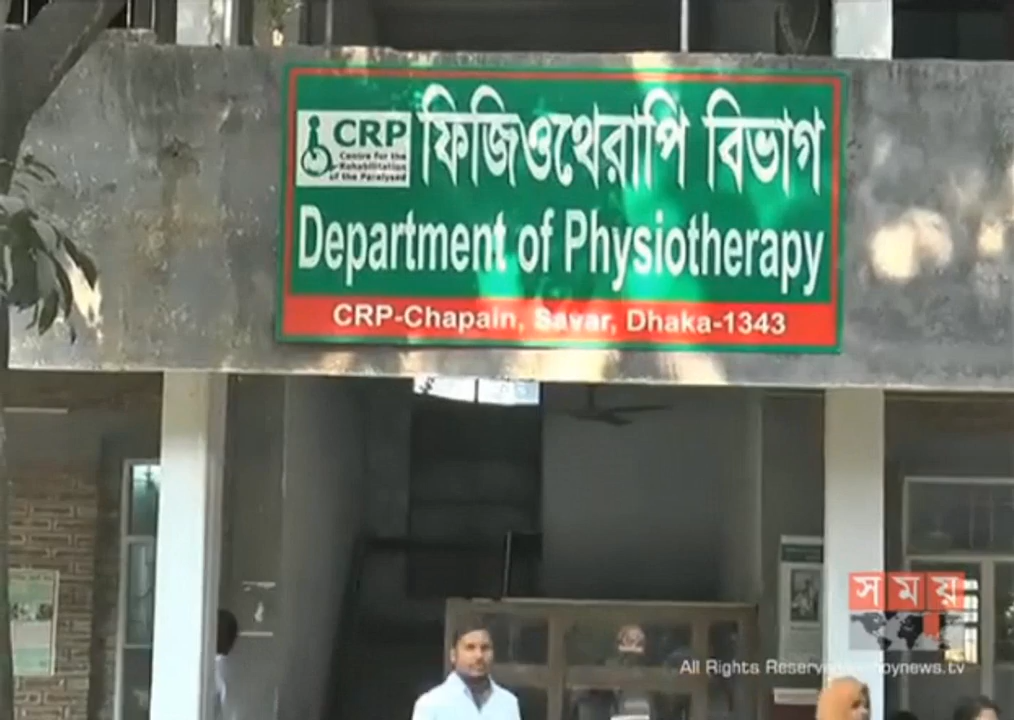 CRP
Centre for the
Rehabilitation
of the Paralysed
ফিজিওথেরাপি বিভাগ
Department of Physiotherapy
CRP-Chapain, Savar, Dhaka-1343
সময়
All Rights Reserved